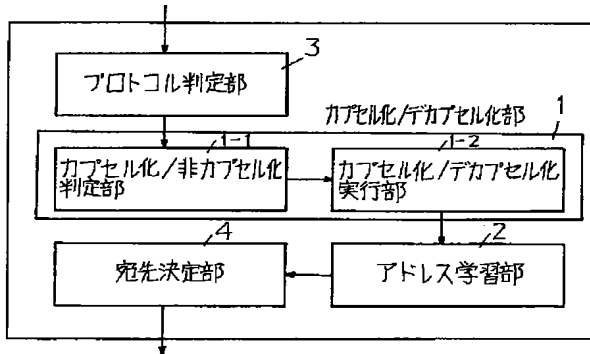 3
プロトコル判定部
カプセル化/デカプセル化部
1
1-1
カプセル化/非カプセル化
判定部
1-2
カプセル化/デカプセル化
実行部
4
宛先決定部
2
アドレス学習部